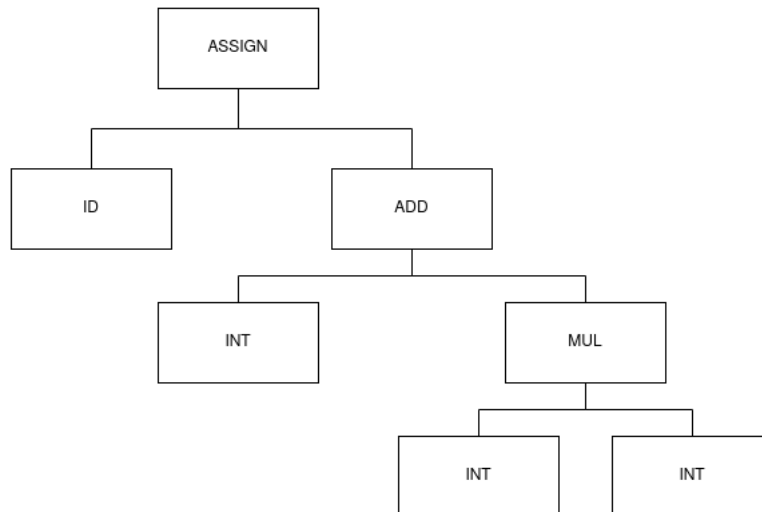 ASSIGN
ID
ADD
INT
MUL
INT
INT